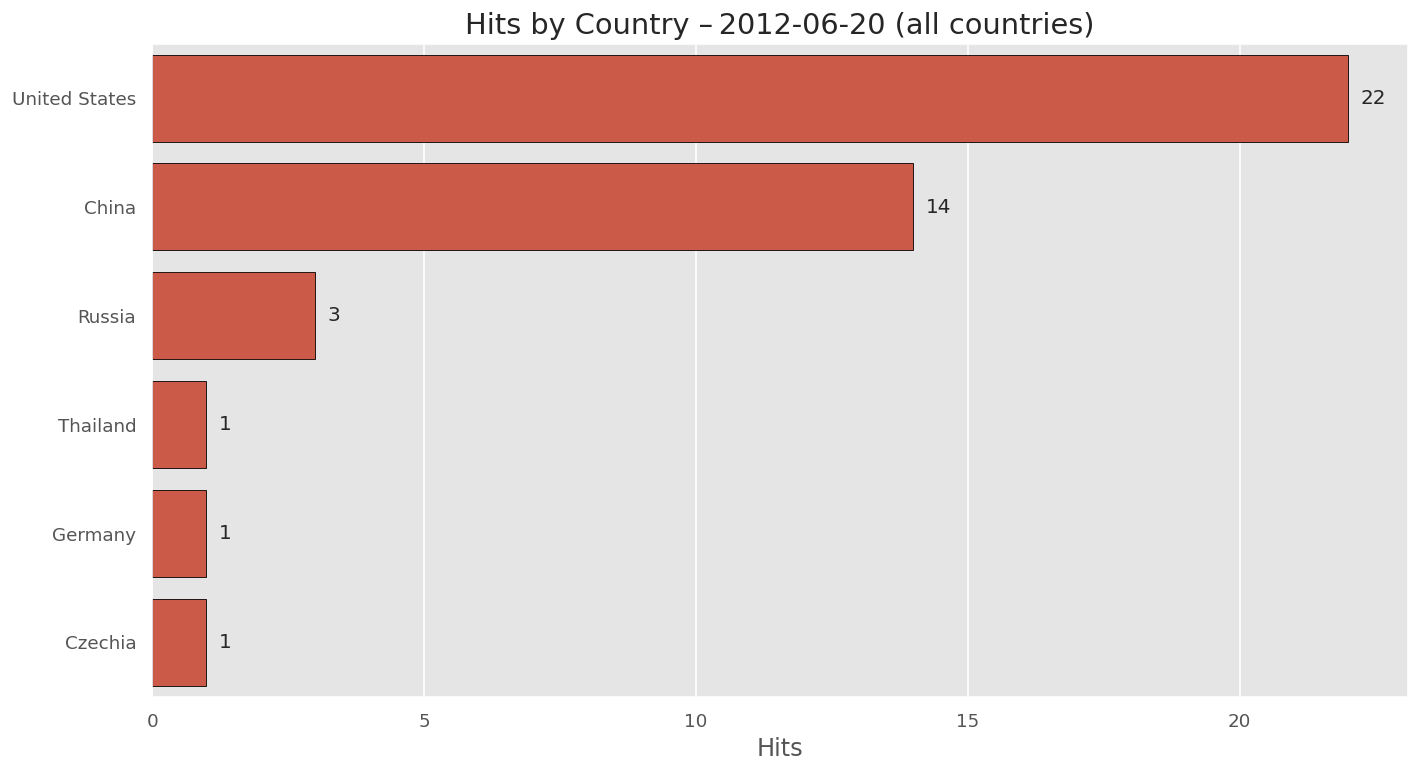 Hits by Country – 2012-06-20 (all countries)
United States 22
China 14
Russia 3
Thailand 1
Germany 1
Czechia 1
0 5 10 15 20
Hits